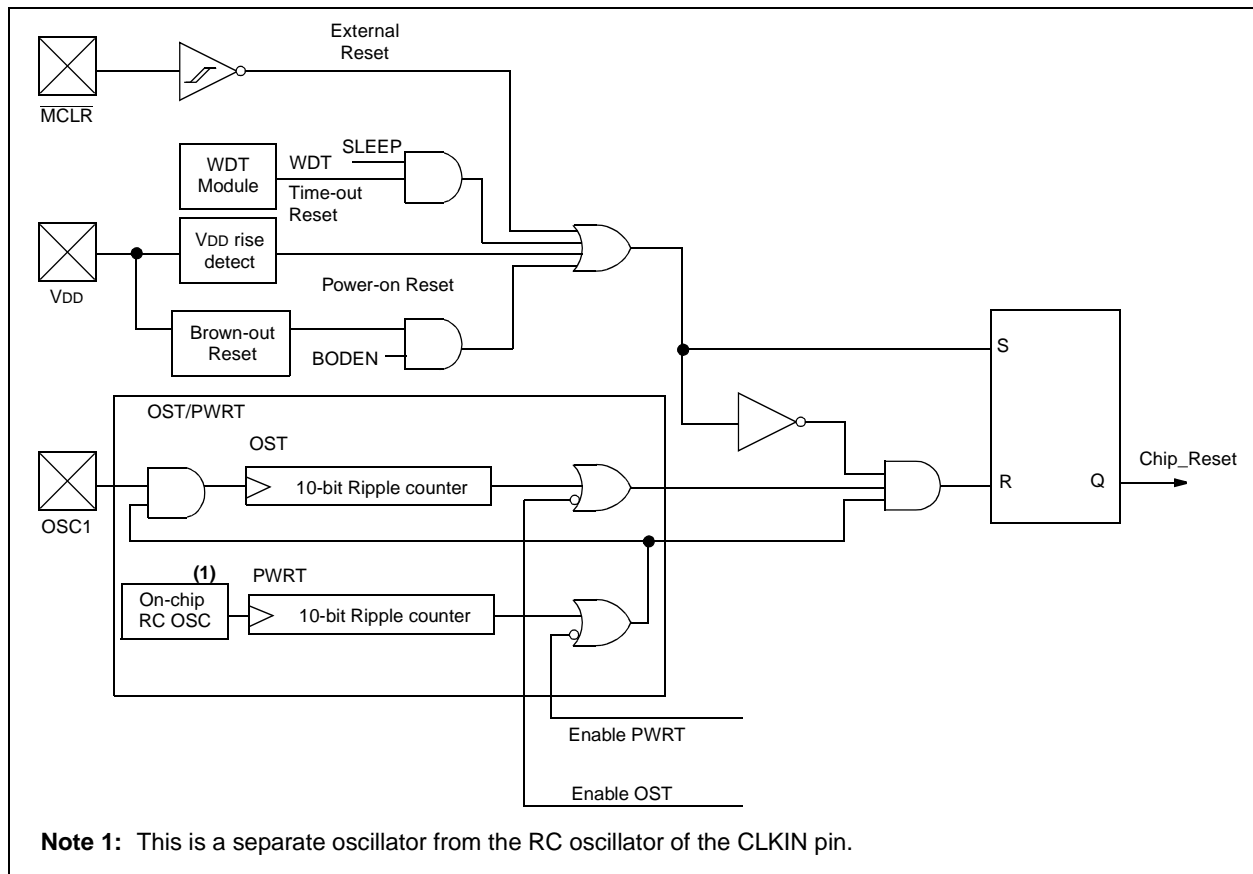 External
Reset
MCLR
SLEEP
WDT
Module
WDT
Time-out
Reset
VDD rise
detect
VDD
Power-on Reset
Brown-out
Reset
BODEN
S
OST/PWRT
OST
Chip_Reset
10-bit Ripple counter
R
Q
OSC1
(1)
PWRT
On-chip
RC OSC
10-bit Ripple counter
Enable PWRT
Enable OST
Note 1: This is a separate oscillator from the RC oscillator of the CLKIN pin.